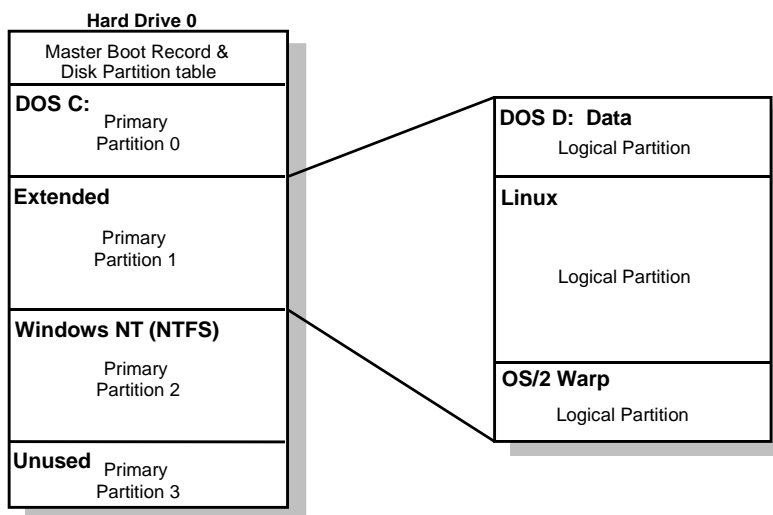 Hard Drive 0
Master Boot Record &
Disk Partition table
DOS C:
Primary
Partition 0
Extended
Primary
Partition 1
Windows NT (NTFS)
Primary
Partition 2
Unused
Primary
Partition 3
DOS D: Data
Logical Partition
Linux
Logical Partition
OS/2 Warp
Logical Partition